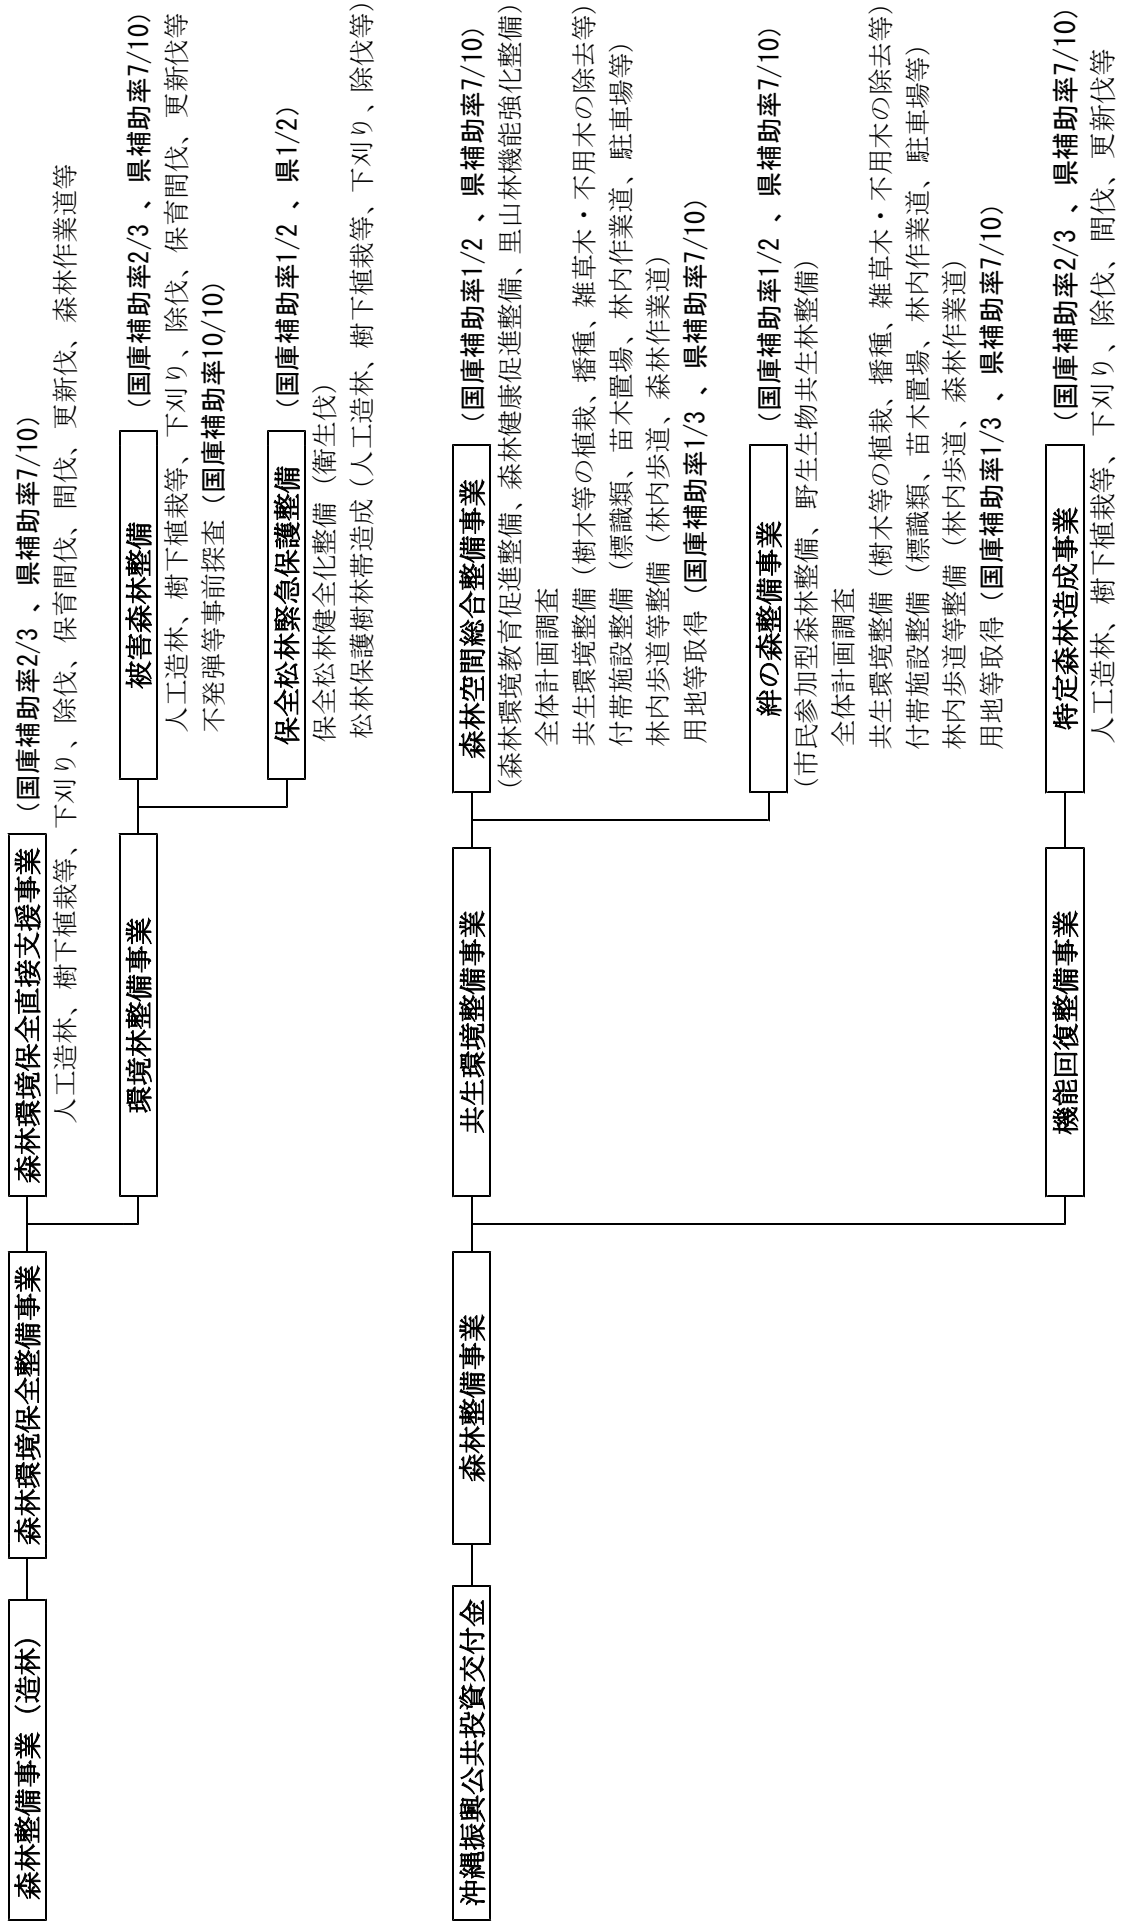 森林整備事業（造林）
森林環境保全整備事業
森林環境保全直接支援事業
（国庫補助率2/3 、県補助率7/10）
人工造林、樹下植栽等、下刈り、除伐、保育間伐、間伐、更新伐、森林作業道等
環境林整備事業
被害森林整備
（国庫補助率2/3 、県補助率7/10）
人工造林、樹下植栽等、下刈り、除伐、保育間伐、更新伐等
不発弾等事前探査（国庫補助率10/10）
保全松林緊急保護整備
（国庫補助率1/2 、県1/2）
保全松林健全化整備（衛生伐）
松林保護樹林帯造成（人工造林、樹下植栽等、下刈り、除伐等）
沖縄振興公共投資交付金
森林整備事業
共生環境整備事業
森林空間総合整備事業
（国庫補助率1/2 、県補助率7/10）
（森林環境教育促進整備、森林健康促進整備、里山林機能強化整備）
全体計画調査
共生環境整備（樹木等の植栽、播種、雑草木・不用木の除去等）
付帯施設整備（標識類、苗木置場、林内作業道、駐車場等）
林内歩道等整備（林内歩道、森林作業道）
用地等取得（国庫補助率1/3 、県補助率7/10）
絆の森整備事業
（国庫補助率1/2 、県補助率7/10）
（市民参加型森林整備、野生生物共生林整備）
全体計画調査
共生環境整備（樹木等の植栽、播種、雑草木・不用木の除去等）
付帯施設整備（標識類、苗木置場、林内作業道、駐車場等）
林内歩道等整備（林内歩道、森林作業道）
用地等取得（国庫補助率1/3 、県補助率7/10）
機能回復整備事業
特定森林造成事業
（国庫補助率2/3 、県補助率7/10）
人工造林、樹下植栽等、下刈り、除伐、間伐、更新伐等